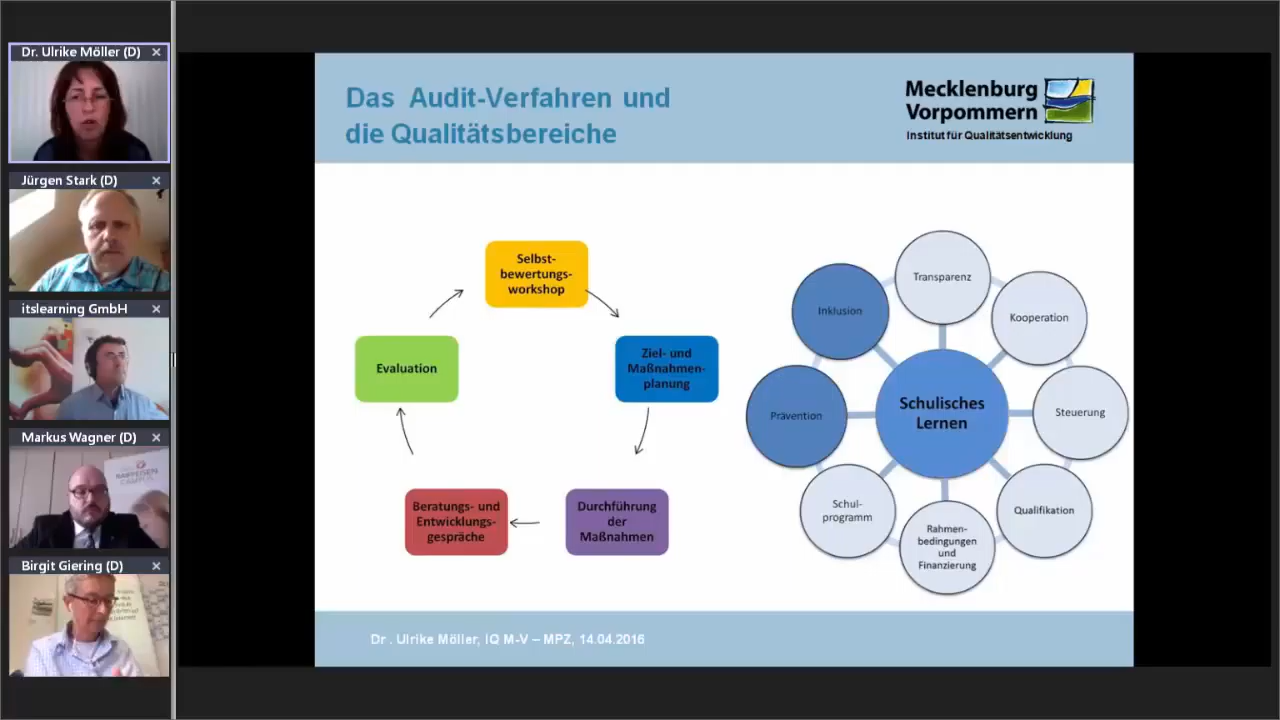 Dr. Ulrike Möller (D)
Jürgen Stark (D)
itslearning GmbH
Markus Wagner (D)
RAIFFEISEN
CAMPUS
Birgit Giering (D)
Das Audit-Verfahren und
die Qualitätsbereiche
Mecklenburg
Vorpommern
Institut für Qualitätsentwicklung
Selbst-
bewertungs-
workshop
Evaluation
Ziel- und
Maßnahmen-
planung
Beratungs- und
Entwicklungs-
gespräche
Durchführung
der
Maßnahmen
Transparenz
Inklusion
Kooperation
Schulisches
Lernen
Prävention
Steuerung
Schul-
programm
Qualifikation
Rahmen-
bedingungen
und
Finanzierung
Dr . Ulrike Möller, IQ M-V – MPZ, 14.04.2016